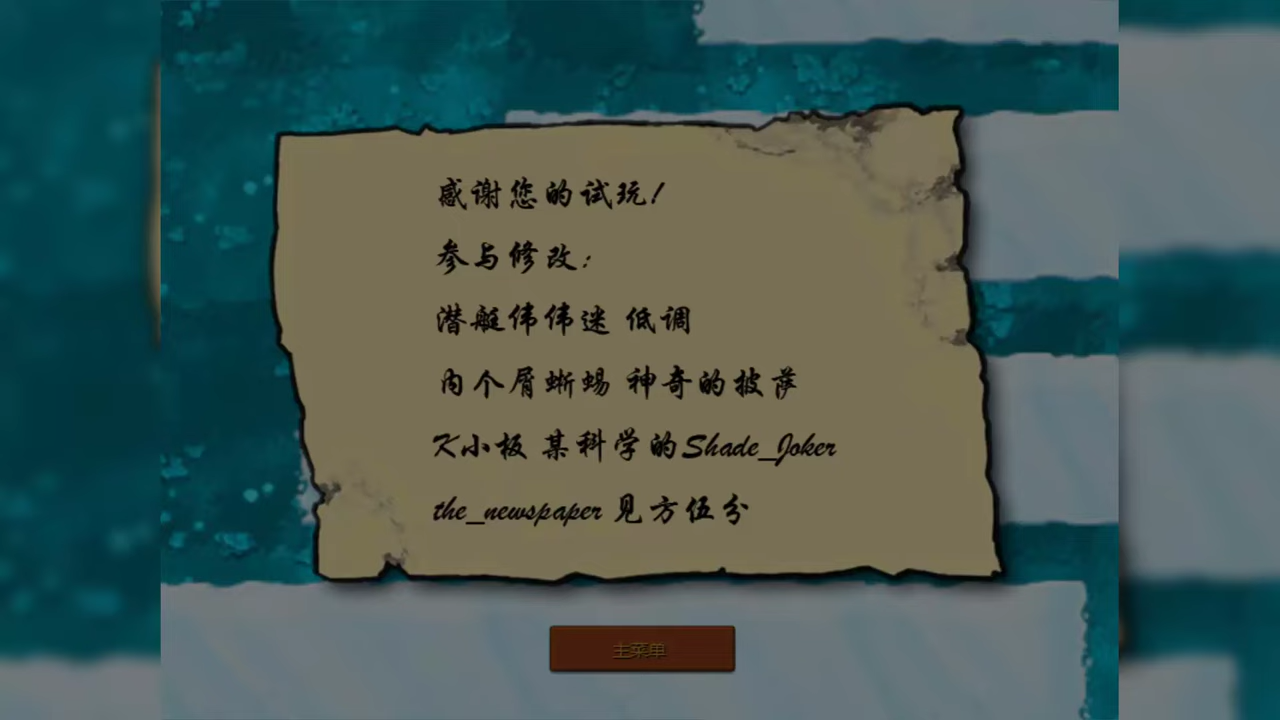 感谢您的试玩!
参与修改:
潜艇伟伟迷 低调
内个屑蜥蜴 神奇的披萨
K小板 某科学的Shade_Joker
the_newspaper 见方伍分
主菜单